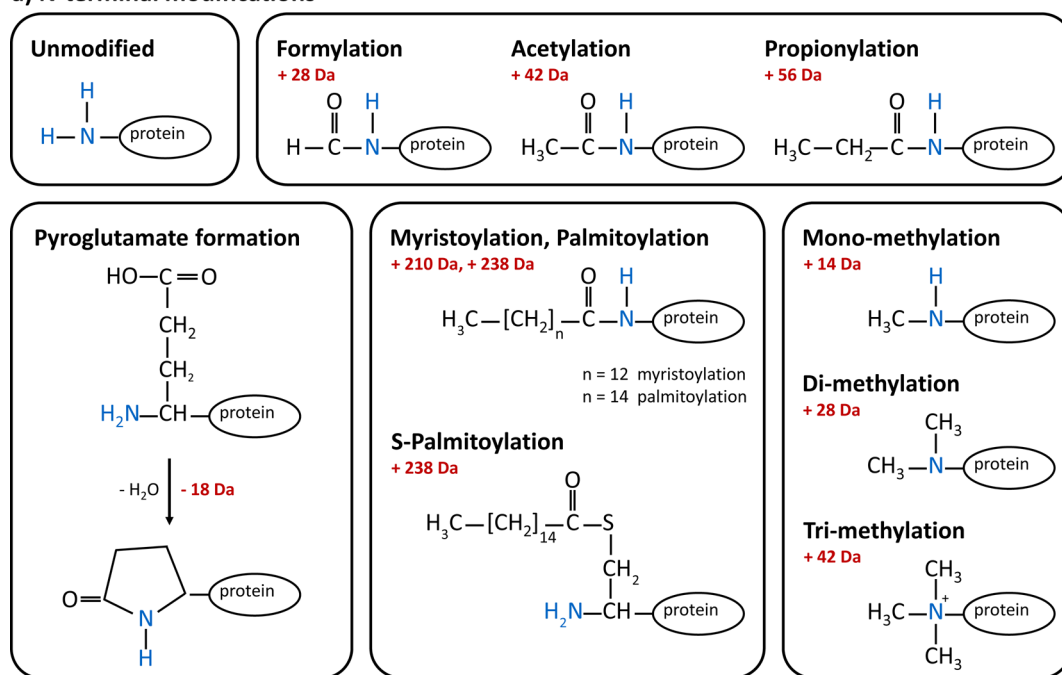 a) N-terminal modifications
Unmodified
H
H—N— protein
Formylation
+ 28 Da
O H
H—C—N— protein
Acetylation
+ 42 Da
O H
H₃C—C—N— protein
Propionylation
+ 56 Da
O H
H₃C—CH₂—C—N— protein
Pyroglutamate formation
HO—C=O
CH₂
CH₂
H₂N—CH— protein
- H₂O - 18 Da
O= N protein
H
Myristoylation, Palmitoylation
+ 210 Da, + 238 Da
O H
H₃C—[CH₂]ₙ—C—N— protein
n = 12 myristoylation
n = 14 palmitoylation
S-Palmitoylation
+ 238 Da
O
H₃C—[CH₂]₁₄—C—S
CH₂
H₂N—CH— protein
Mono-methylation
+ 14 Da
H
H₃C—N— protein
Di-methylation
+ 28 Da
CH₃
CH₃—N— protein
Tri-methylation
+ 42 Da
CH₃
H₃C—N⁺— protein
CH₃